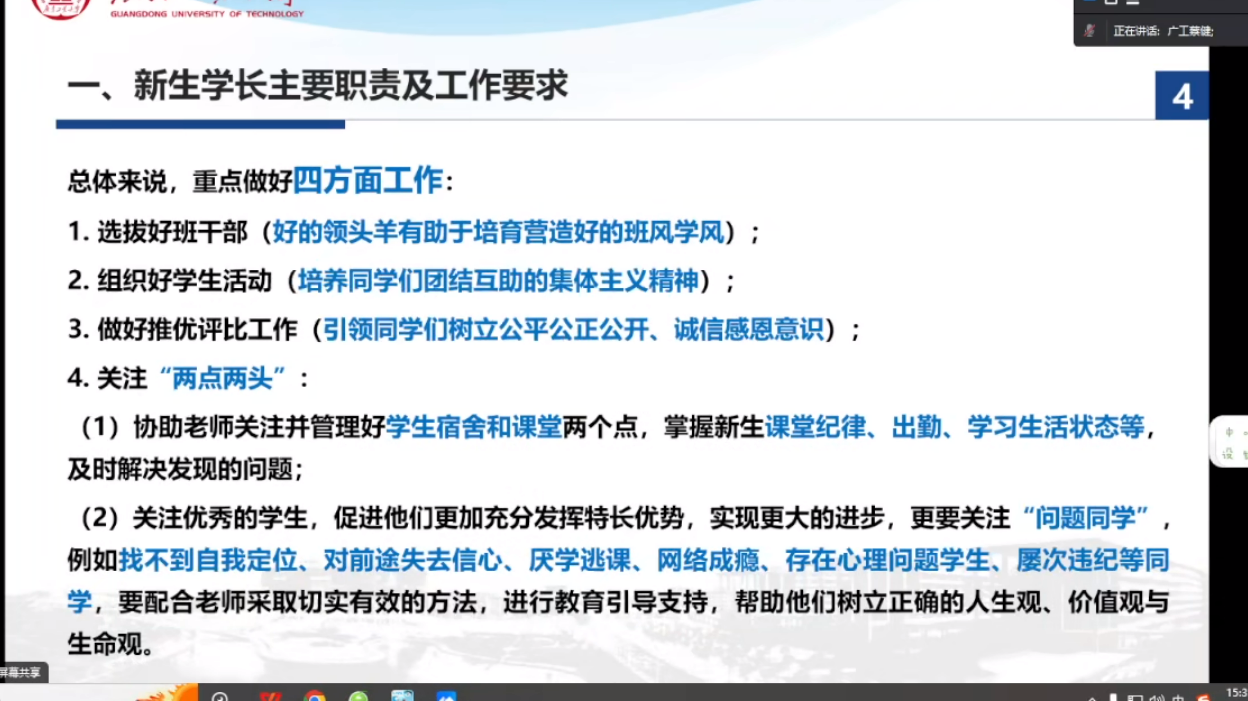 GUANGDONG UNIVERSITY OF TECHNOLOGY
正在讲话: 广工蔡健;
一、新生学长主要职责及工作要求
4
总体来说，重点做好四方面工作：
1. 选拔好班干部（好的领头羊有助于培育营造好的班风学风）；
2. 组织好学生活动（培养同学们团结互助的集体主义精神）；
3. 做好推优评比工作（引领同学们树立公平公正公开、诚信感恩意识）；
4. 关注“两点两头”：
（1）协助老师关注并管理好学生宿舍和课堂两个点，掌握新生课堂纪律、出勤、学习生活状态等，
及时解决发现的问题；
（2）关注优秀的学生，促进他们更加充分发挥特长优势，实现更大的进步，更要关注“问题同学”，
例如找不到自我定位、对前途失去信心、厌学逃课、网络成瘾、存在心理问题学生、屡次违纪等同
学，要配合老师采取切实有效的方法，进行教育引导支持，帮助他们树立正确的人生观、价值观与
生命观。
中
设
屏幕共享
中
15:3